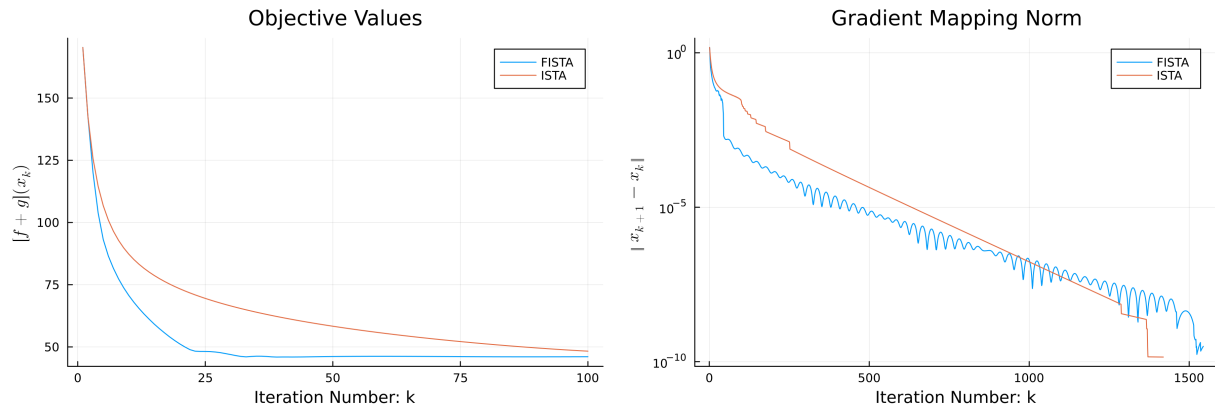 Objective Values
[f + g](x_k)
150
125
100
75
50
0
25
50
75
100
Iteration Number: k
FISTA
ISTA
Gradient Mapping Norm
‖ x_{k+1} − x_k ‖
10^0
10^{-5}
10^{-10}
0
500
1000
1500
Iteration Number: k
FISTA
ISTA